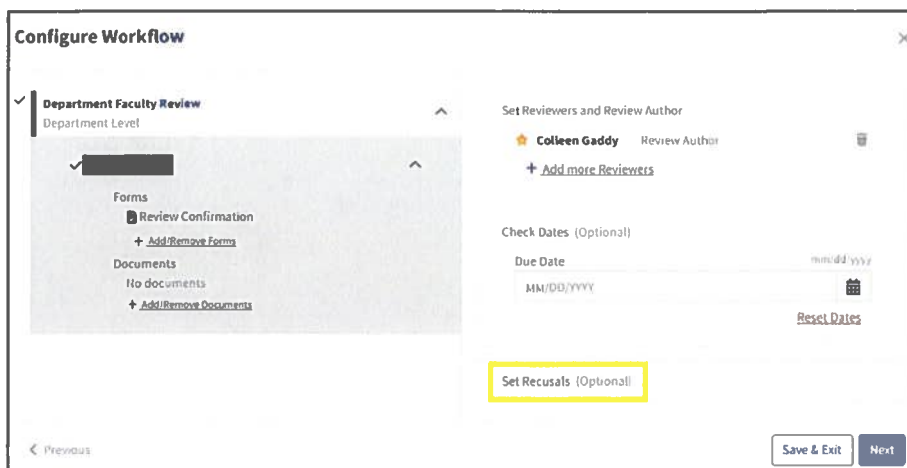 Configure Workflow
Department Faculty Review
Department Level
Forms
Review Confirmation
+ Add/Remove Forms
Documents
No documents
+ Add/Remove Documents
Set Reviewers and Review Author
Colleen Gaddy Review Author
+ Add more Reviewers
Check Dates (Optional)
Due Date mm/dd/yyyy
MM/DD/YYYY
Reset Dates
Set Recusals (Optional)
Previous
Save & Exit
Next